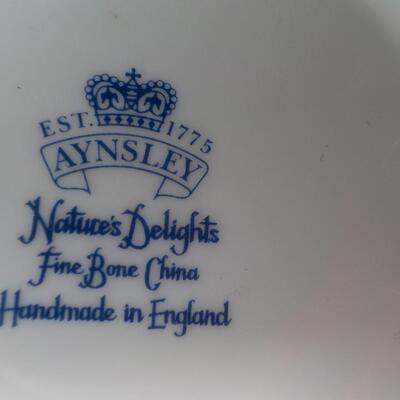 EST. 1775
AYNSLEY
Nature's Delights
Fine Bone China
Handmade in England